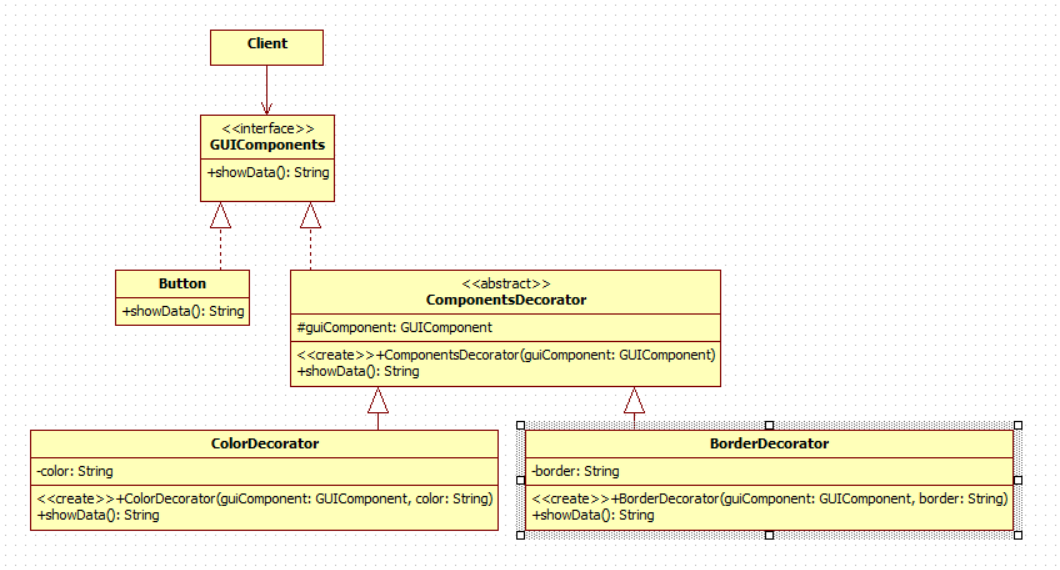 Client
<<interface>>
GUIComponents
+showData(): String
Button
+showData(): String
<<abstract>>
ComponentsDecorator
#guiComponent: GUIComponent
<<create>>+ComponentsDecorator(guiComponent: GUIComponent)
+showData(): String
ColorDecorator
-color: String
<<create>>+ColorDecorator(guiComponent: GUIComponent, color: String)
+showData(): String
BorderDecorator
-border: String
<<create>>+BorderDecorator(guiComponent: GUIComponent, border: String)
+showData(): String